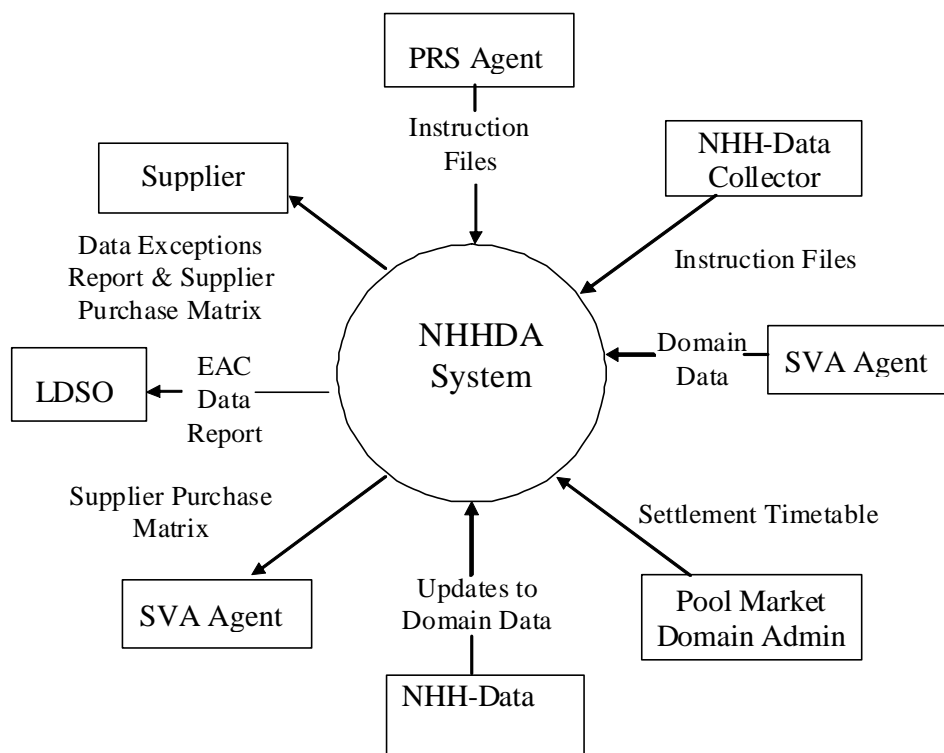 PRS Agent
Instruction
Files
NHH-Data
Collector
Supplier
Instruction Files
Data Exceptions
Report & Supplier
Purchase Matrix
NHHDA
System
Domain
Data
SVA Agent
LDSO
EAC
Data
Report
Supplier Purchase
Matrix
Settlement Timetable
SVA Agent
Updates to
Domain Data
Pool Market
Domain Admin
NHH-Data